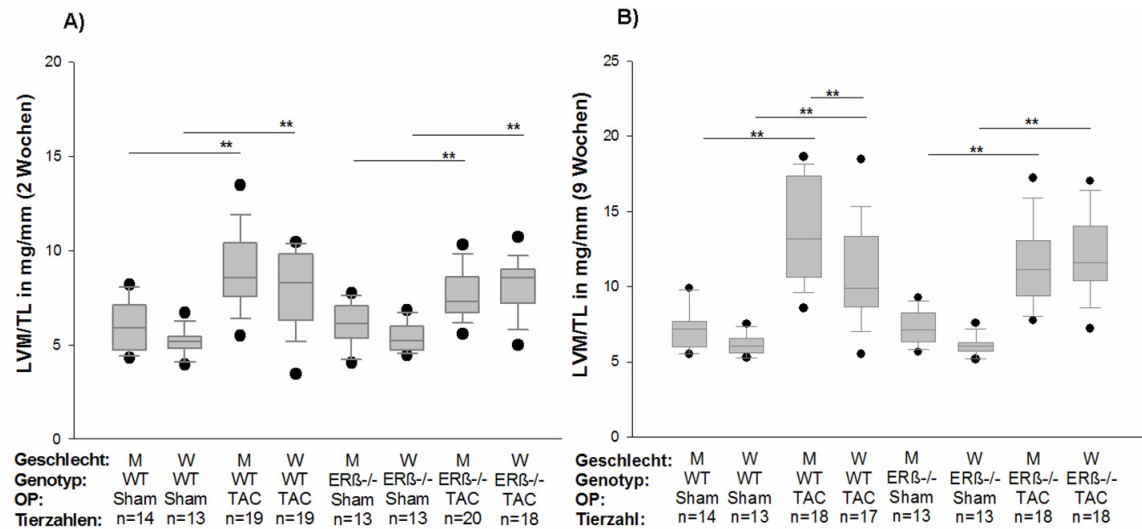 A)
LVM/TL in mg/mm (2 Wochen)
20
15
10
5
0
** ** ** **
Geschlecht: M W M W M W M W
Genotyp: WT WT WT WT ERß-/- ERß-/- ERß-/- ERß-/-
OP: Sham Sham TAC TAC Sham Sham TAC TAC
Tierzahlen: n=14 n=13 n=19 n=19 n=13 n=13 n=20 n=18
B)
LVM/TL in mg/mm (9 Wochen)
25
20
15
10
5
0
** ** ** ** **
Geschlecht: M W M W M W M W
Genotyp: WT WT WT WT ERß-/- ERß-/- ERß-/- ERß-/-
OP: Sham Sham TAC TAC Sham Sham TAC TAC
Tierzahl: n=14 n=13 n=18 n=17 n=13 n=13 n=18 n=18